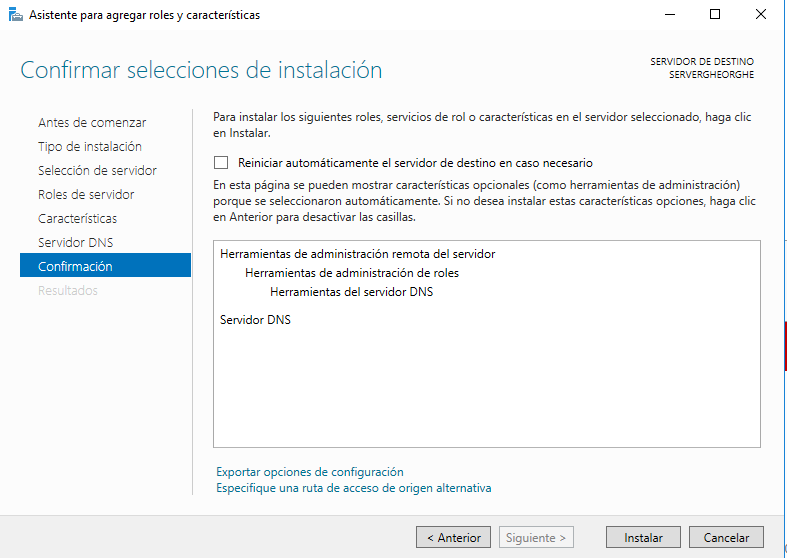 Asistente para agregar roles y características
Confirmar selecciones de instalación
SERVIDOR DE DESTINO
SERVERGHEORGHE
Antes de comenzar
Tipo de instalación
Selección de servidor
Roles de servidor
Características
Servidor DNS
Confirmación
Resultados
Para instalar los siguientes roles, servicios de rol o características en el servidor seleccionado, haga clic
en Instalar.
Reiniciar automáticamente el servidor de destino en caso necesario
En esta página se pueden mostrar características opcionales (como herramientas de administración)
porque se seleccionaron automáticamente. Si no desea instalar estas características opciones, haga clic
en Anterior para desactivar las casillas.
Herramientas de administración remota del servidor
Herramientas de administración de roles
Herramientas del servidor DNS
Servidor DNS
Exportar opciones de configuración
Especifique una ruta de acceso de origen alternativa
< Anterior
Siguiente >
Instalar
Cancelar